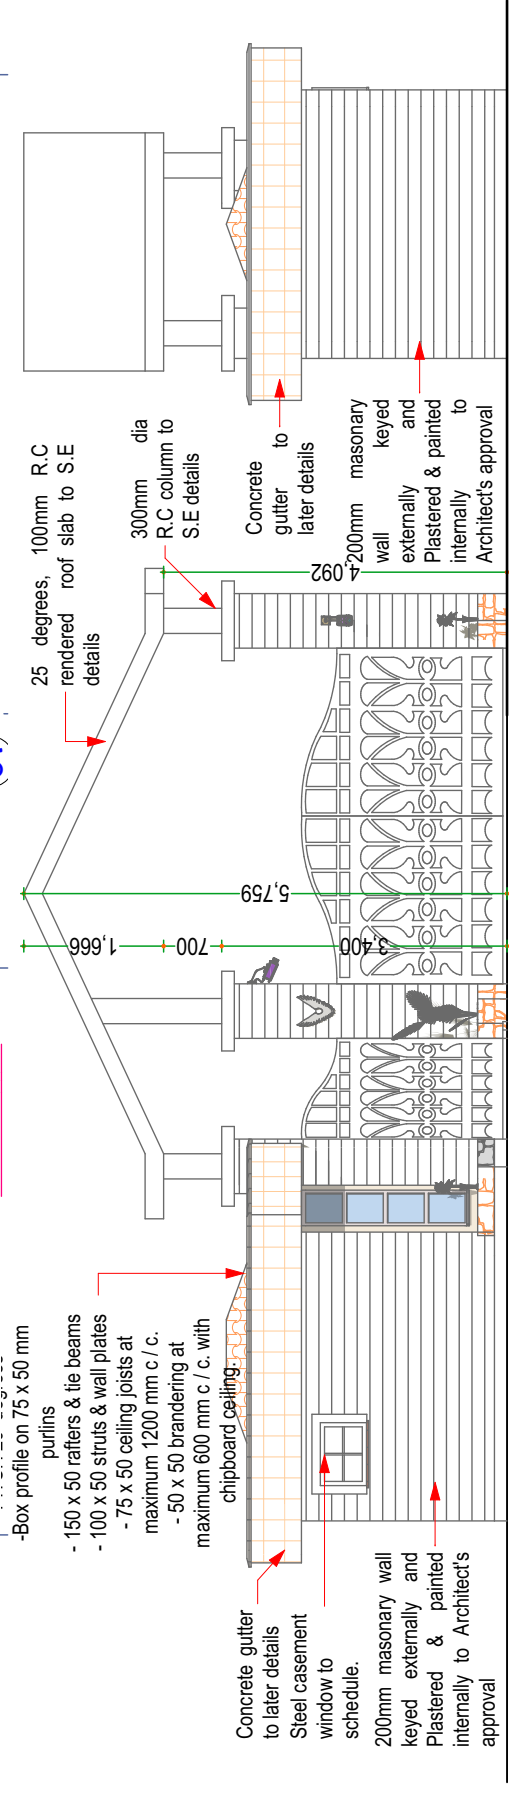 -Box profile on 75 x 50 mm
purlins
- 150 x 50 rafters & tie beams
- 100 x 50 struts & wall plates
- 75 x 50 ceiling joists at
maximum 1200 mm c / c.
- 50 x 50 brandering at
maximum 600 mm c / c. with
chipboard ceiling.
Concrete gutter
to later details
Steel casement
window to
schedule.
200mm masonary wall
keyed externally and
Plastered & painted
internally to Architect's
approval
1,666
700
3,400
5,759
4,092
25 degrees, 100mm R.C
rendered roof slab to S.E
details
300mm dia
R.C column to
S.E details
Concrete
gutter to
later details
200mm masonary
wall keyed
externally and
Plastered & painted
internally to
Architect's approval